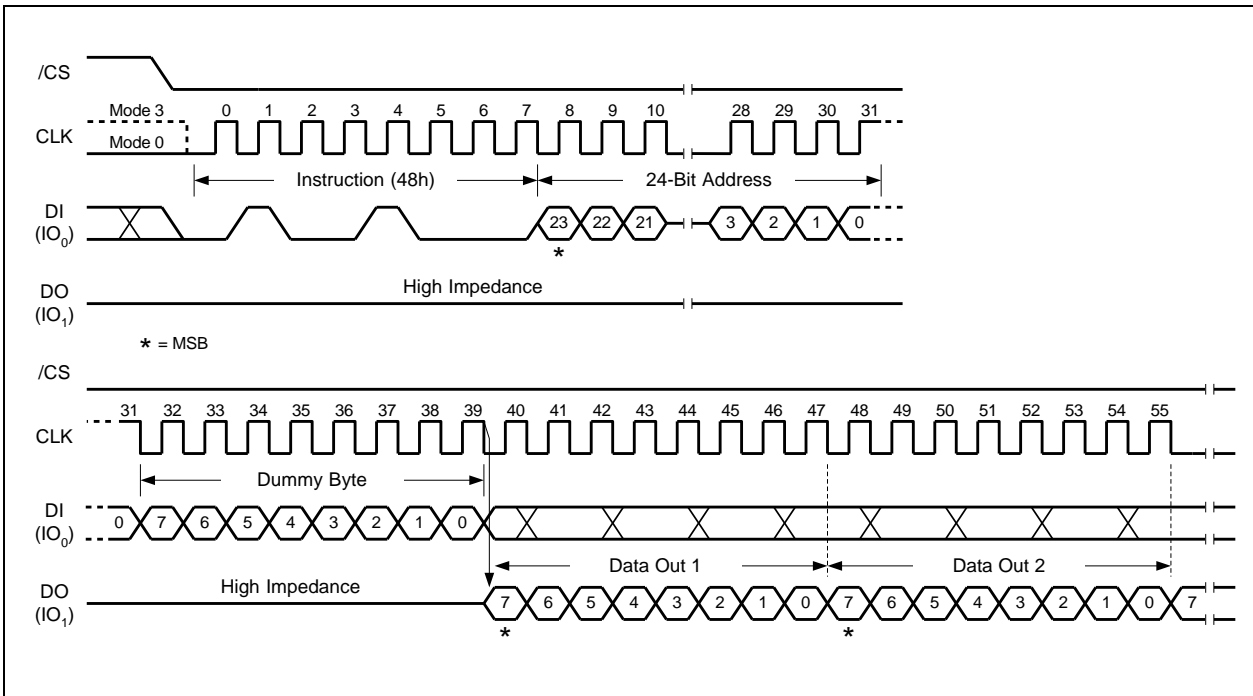 /CS
Mode 3 0 1 2 3 4 5 6 7 8 9 10 28 29 30 31
CLK Mode 0
Instruction (48h) 24-Bit Address
DI
(IO0) 23 22 21 3 2 1 0
*
DO High Impedance
(IO1)
* = MSB
/CS
31 32 33 34 35 36 37 38 39 40 41 42 43 44 45 46 47 48 49 50 51 52 53 54 55
CLK
Dummy Byte
DI
(IO0) 0 7 6 5 4 3 2 1 0
Data Out 1 Data Out 2
DO High Impedance
(IO1) 7 6 5 4 3 2 1 0 7 6 5 4 3 2 1 0 7
* *